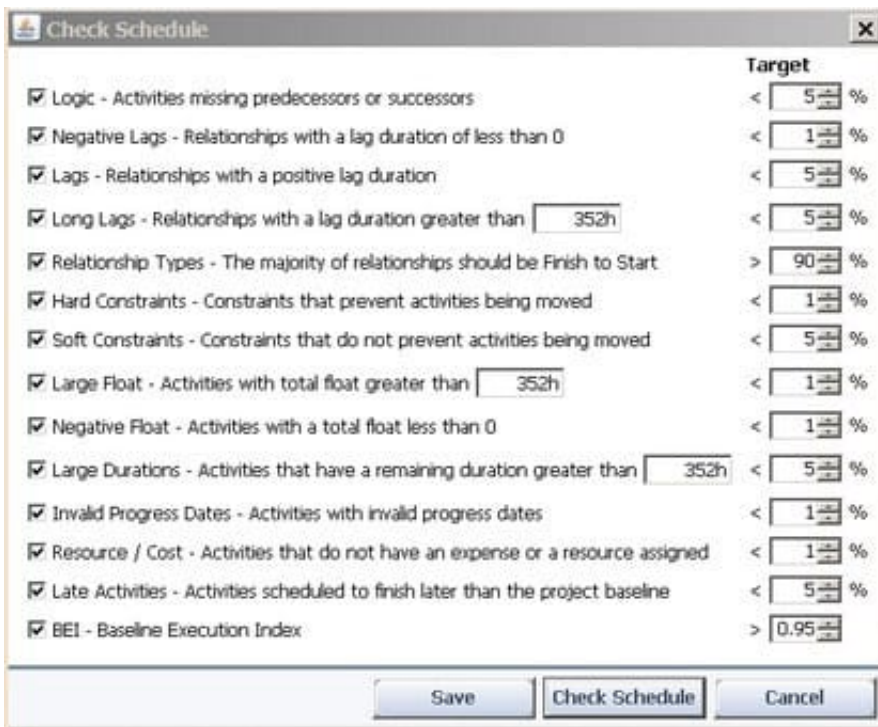 Check Schedule
Target
Logic - Activities missing predecessors or successors < 5 %
Negative Lags - Relationships with a lag duration of less than 0 < 1 %
Lags - Relationships with a positive lag duration < 5 %
Long Lags - Relationships with a lag duration greater than 352h < 5 %
Relationship Types - The majority of relationships should be Finish to Start > 90 %
Hard Constraints - Constraints that prevent activities being moved < 1 %
Soft Constraints - Constraints that do not prevent activities being moved < 5 %
Large Float - Activities with total float greater than 352h < 1 %
Negative Float - Activities with a total float less than 0 < 1 %
Large Durations - Activities that have a remaining duration greater than 352h < 5 %
Invalid Progress Dates - Activities with invalid progress dates < 1 %
Resource / Cost - Activities that do not have an expense or a resource assigned < 1 %
Late Activities - Activities scheduled to finish later than the project baseline < 5 %
BEI - Baseline Execution Index > 0.95
Save Check Schedule Cancel